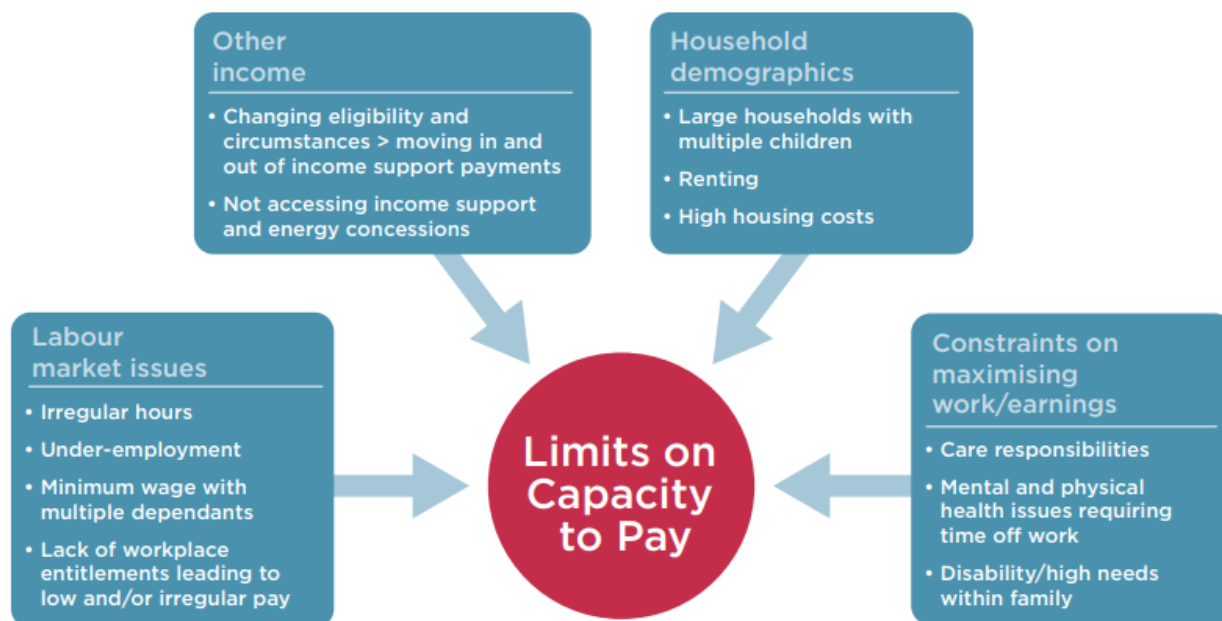 Other
income
• Changing eligibility and
circumstances > moving in and
out of income support payments
• Not accessing income support
and energy concessions
Household
demographics
• Large households with
multiple children
• Renting
• High housing costs
Labour
market issues
• Irregular hours
• Under-employment
• Minimum wage with
multiple dependants
• Lack of workplace
entitlements leading to
low and/or irregular pay
Limits on
Capacity
to Pay
Constraints on
maximising
work/earnings
• Care responsibilities
• Mental and physical
health issues requiring
time off work
• Disability/high needs
within family